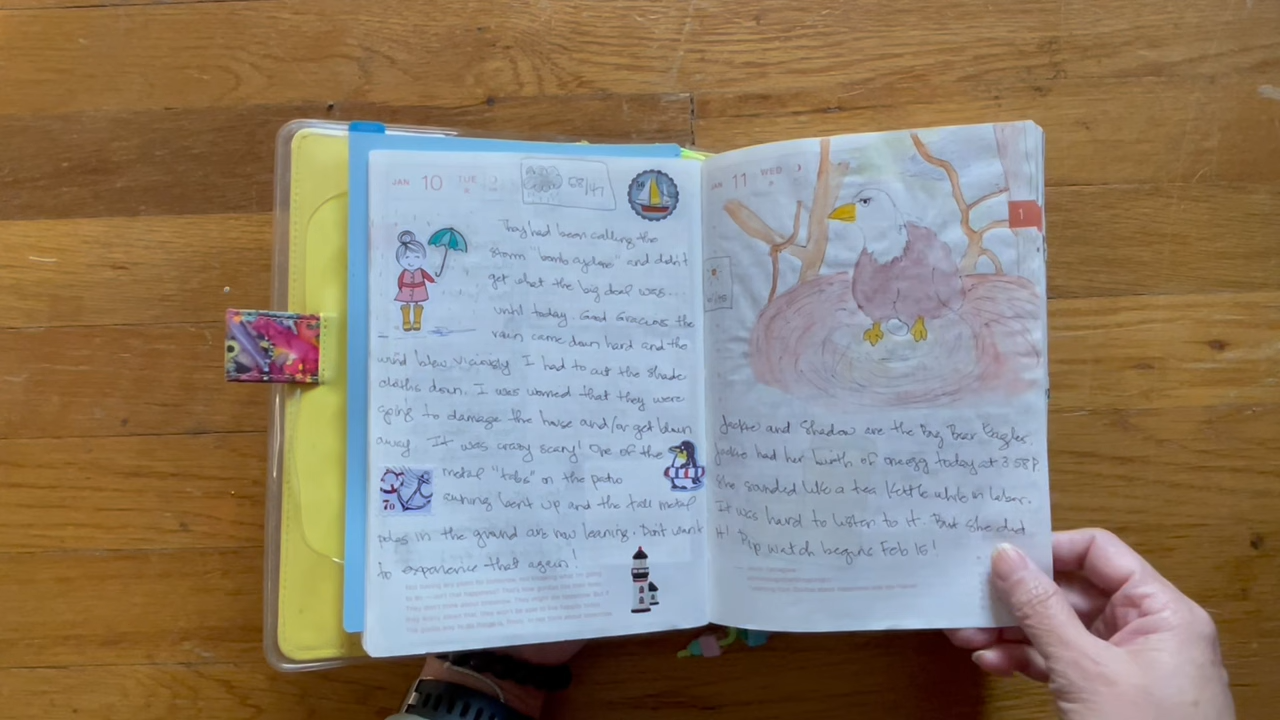 JAN 10 TUE
68/47
They had been calling the
storm "bomb cyclone" and didn't
get what the big deal was...
until today. Good Gracious the
rain came down hard and the
wind blew viciously. I had to cut the shade
cloths down. I was worried that they were
going to damage the house and/or get blown
away. It was crazy scary! One of the
metal "tabs" on the patio
awning bent up and the tall metal
poles in the ground are now leaning. Don't want
to experience that again!
70
JAN 11 WED
1
Jackie and Shadow are the Big Bear Eagles.
Jackie had her birth of one egg today at 3:58P.
She sounded like a tea kettle while in labor.
It was hard to listen to it. But she did
it! Pip watch begins Feb 15!